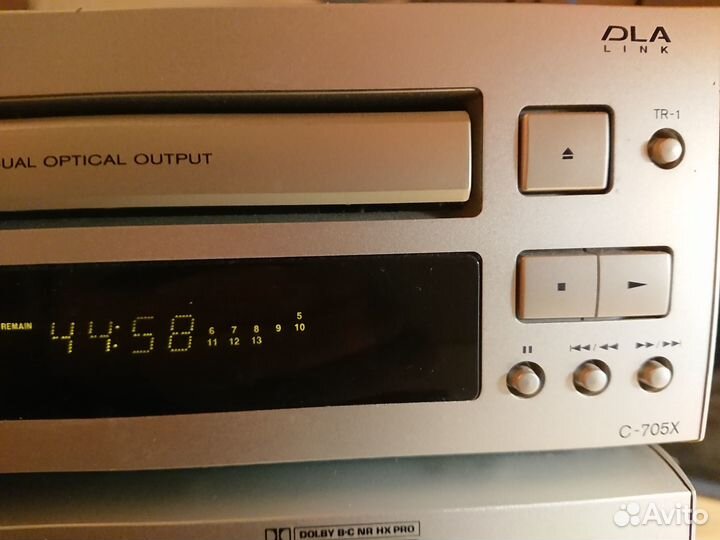 DLA
LINK
TR-1
DUAL OPTICAL OUTPUT
REMAIN
44:58
5
6 7 8 9 10
11 12 13
C-705X
DOLBY B·C NR HX PRO
Avito